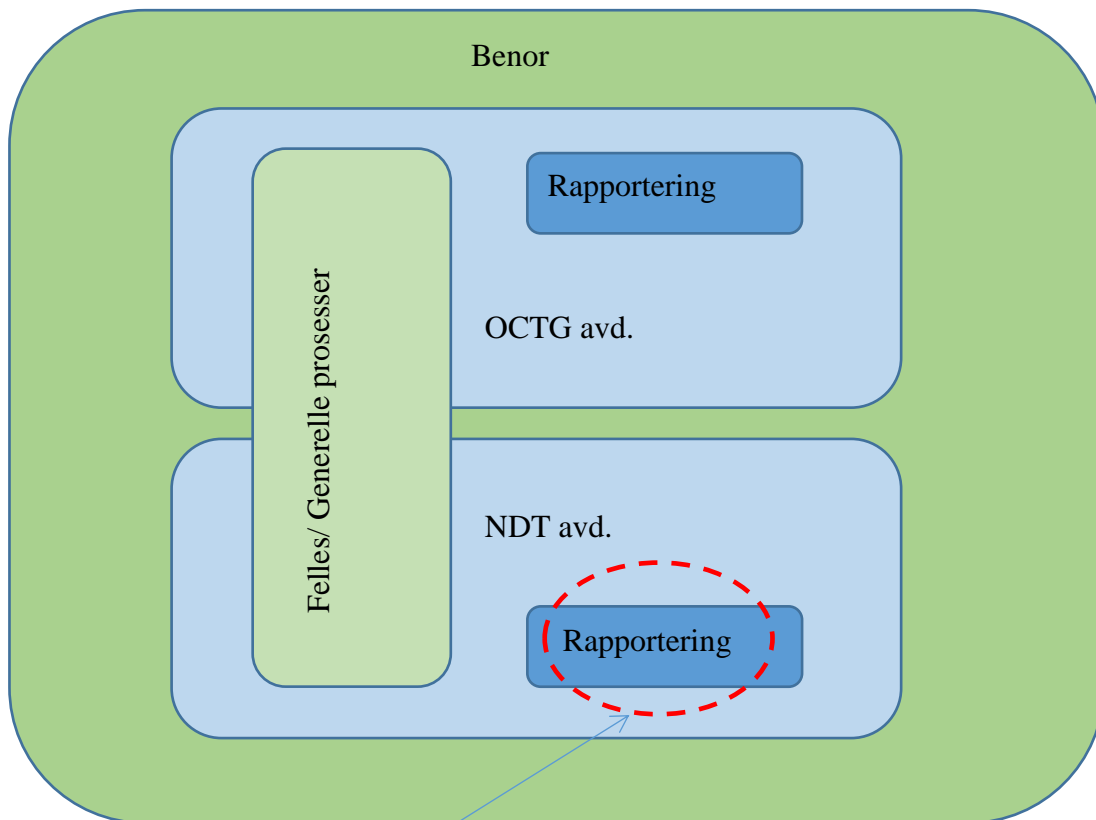 Benor
Rapportering
Felles/ Generelle prosesser
OCTG avd.
NDT avd.
Rapportering